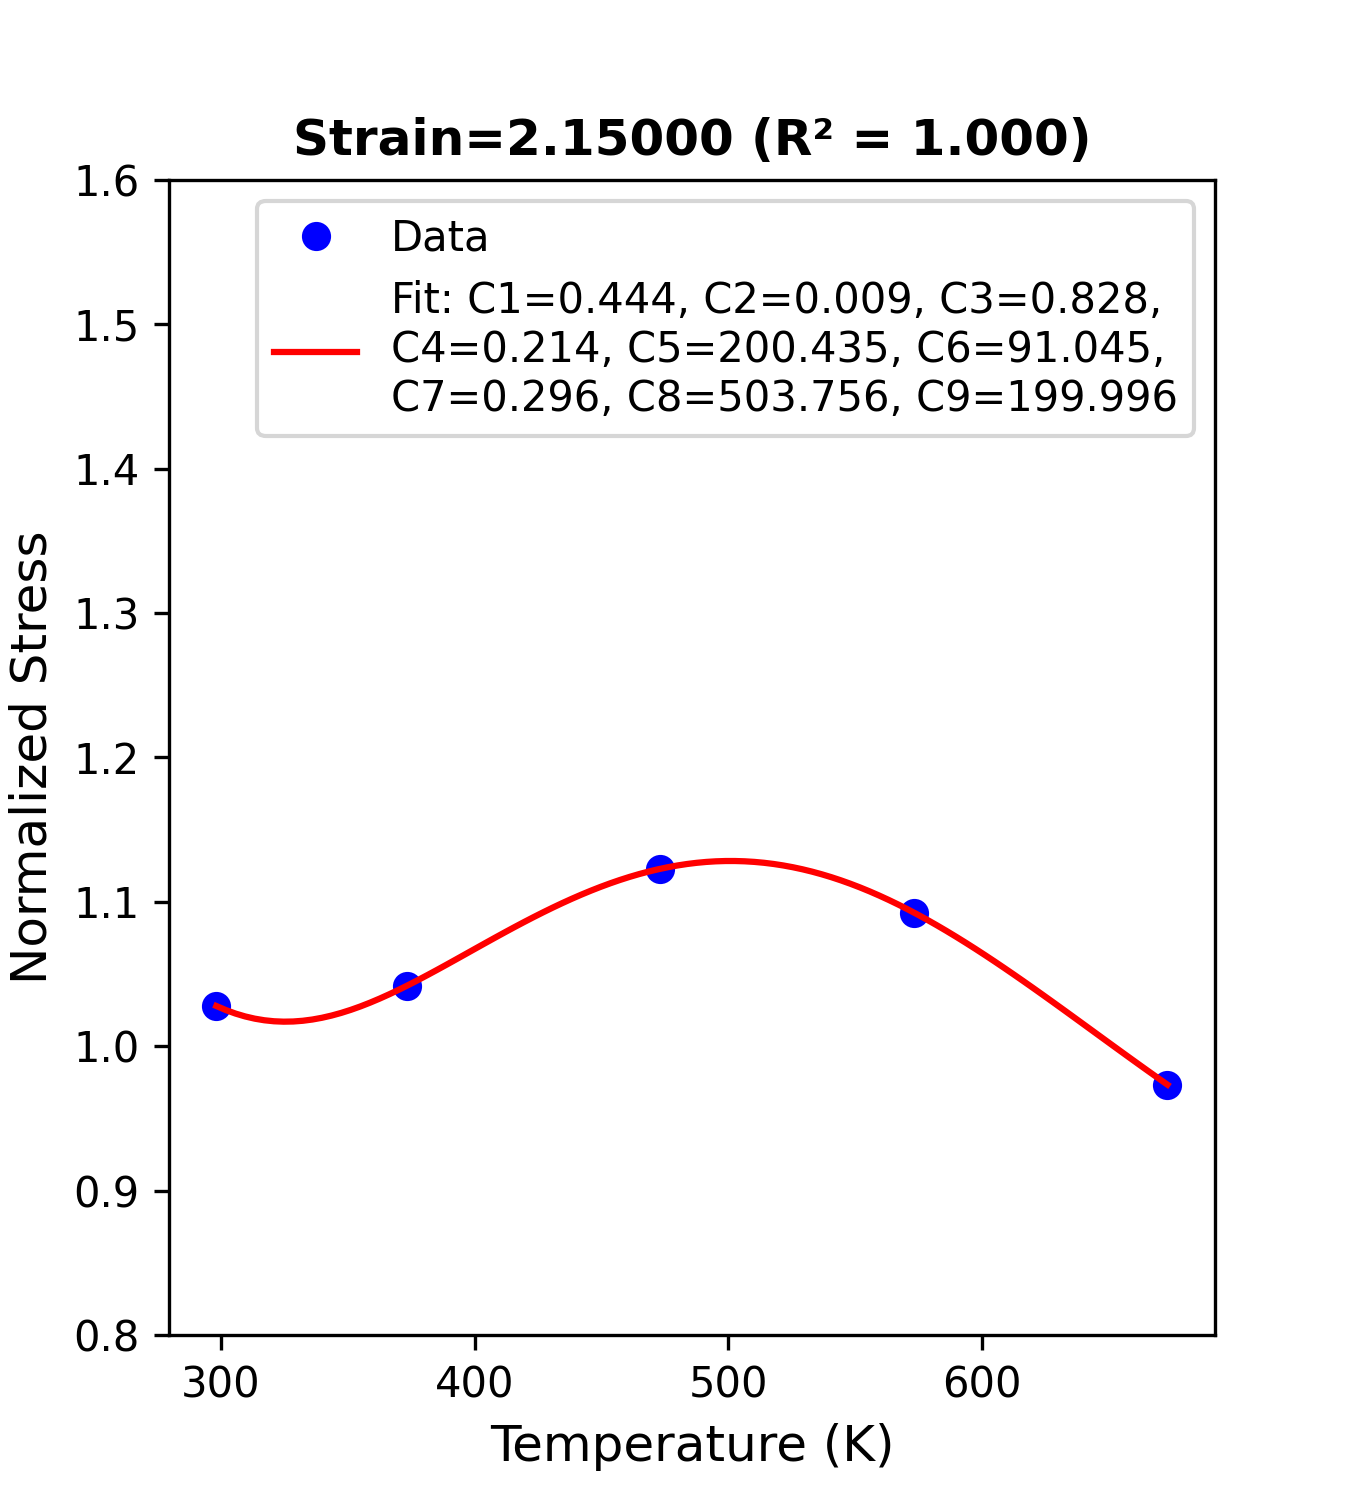 Strain=2.15000 (R² = 1.000)
1.6
Data
Fit: C1=0.444, C2=0.009, C3=0.828,
C4=0.214, C5=200.435, C6=91.045,
C7=0.296, C8=503.756, C9=199.996
1.5
1.4
1.3
1.2
1.1
1.0
0.9
0.8
Normalized Stress
300 400 500 600
Temperature (K)